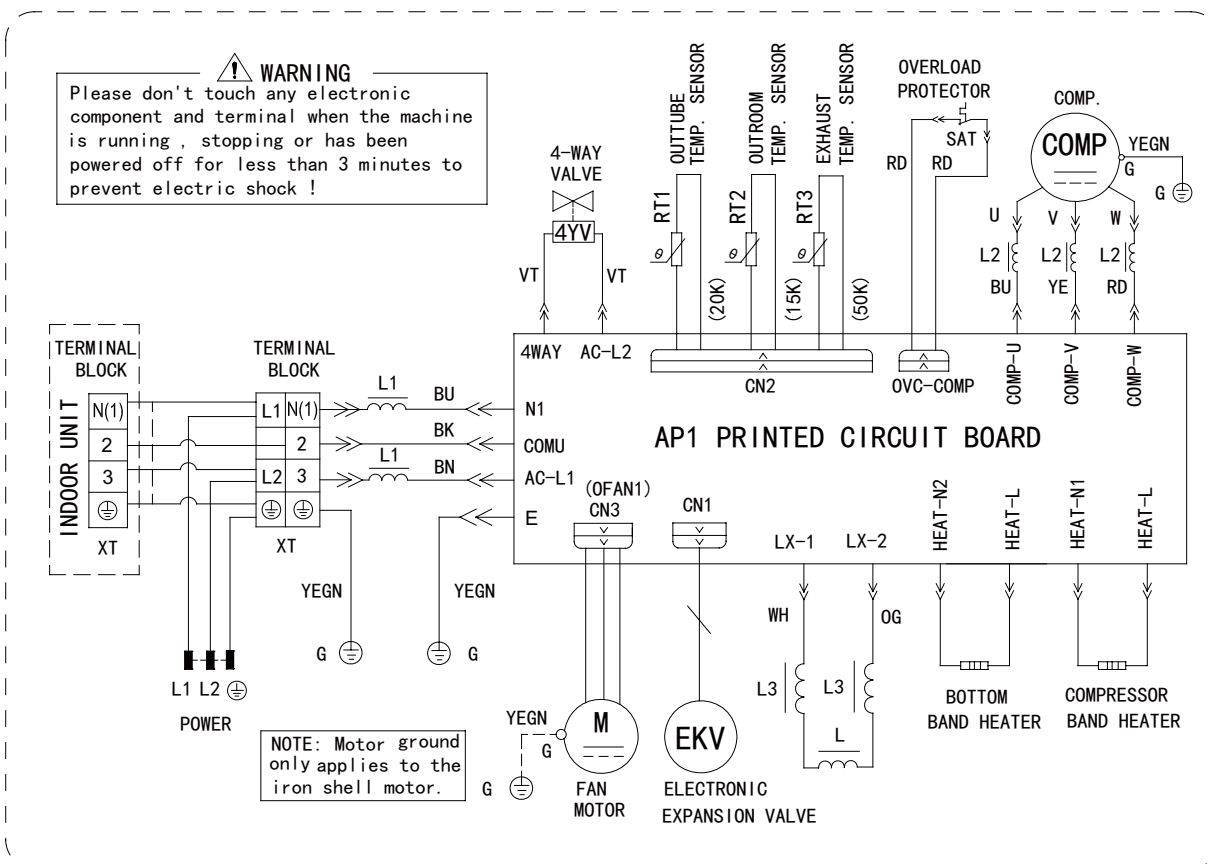 WARNING
Please don't touch any electronic
component and terminal when the machine
is running , stopping or has been
powered off for less than 3 minutes to
prevent electric shock !
4-WAY
VALVE
4YV
VT
VT
OUTTUBE
TEMP. SENSOR
OUTROOM
TEMP. SENSOR
EXHAUST
TEMP. SENSOR
RT1
RT2
RT3
θ
θ
θ
(20K)
(15K)
(50K)
OVERLOAD
PROTECTOR
SAT
RD
RD
COMP.
COMP
YEGN
G
G
U
V
W
L2
L2
L2
BU
YE
RD
4WAY
AC-L2
CN2
OVC-COMP
COMP-U
COMP-V
COMP-W
INDOOR UNIT
TERMINAL
BLOCK
N(1)
2
3
XT
TERMINAL
BLOCK
L1 N(1)
2
L2 3
XT
L1
BU
BK
L1
BN
N1
COMU
AC-L1
E
AP1 PRINTED CIRCUIT BOARD
(OFAN1)
CN3
CN1
LX-1
LX-2
HEAT-N2
HEAT-L
HEAT-N1
HEAT-L
YEGN
YEGN
G
G
L1 L2
POWER
NOTE: Motor ground
only applies to the
iron shell motor.
YEGN
G
G
M
FAN
MOTOR
EKV
ELECTRONIC
EXPANSION VALVE
WH
OG
L3
L3
L
BOTTOM
BAND HEATER
COMPRESSOR
BAND HEATER